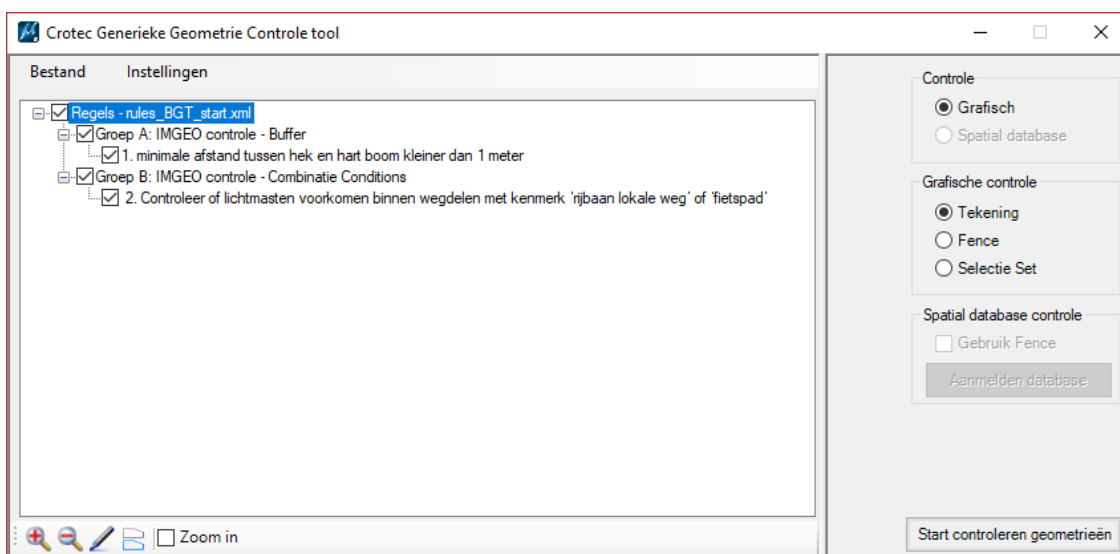 Crotec Generieke Geometrie Controle tool
Bestand Instellingen
Regels - rules_BGT_start.xml
Groep A: IMGEO controle - Buffer
1. minimale afstand tussen hek en hart boom kleiner dan 1 meter
Groep B: IMGEO controle - Combinatie Conditions
2. Controleer of lichtmasten voorkomen binnen wegdelen met kenmerk 'rijbaan lokale weg' of 'fietspad'
Zoom in
Controle
Grafisch
Spatial database
Grafische controle
Tekening
Fence
Selectie Set
Spatial database controle
Gebruik Fence
Aanmelden database
Start controleren geometrieën